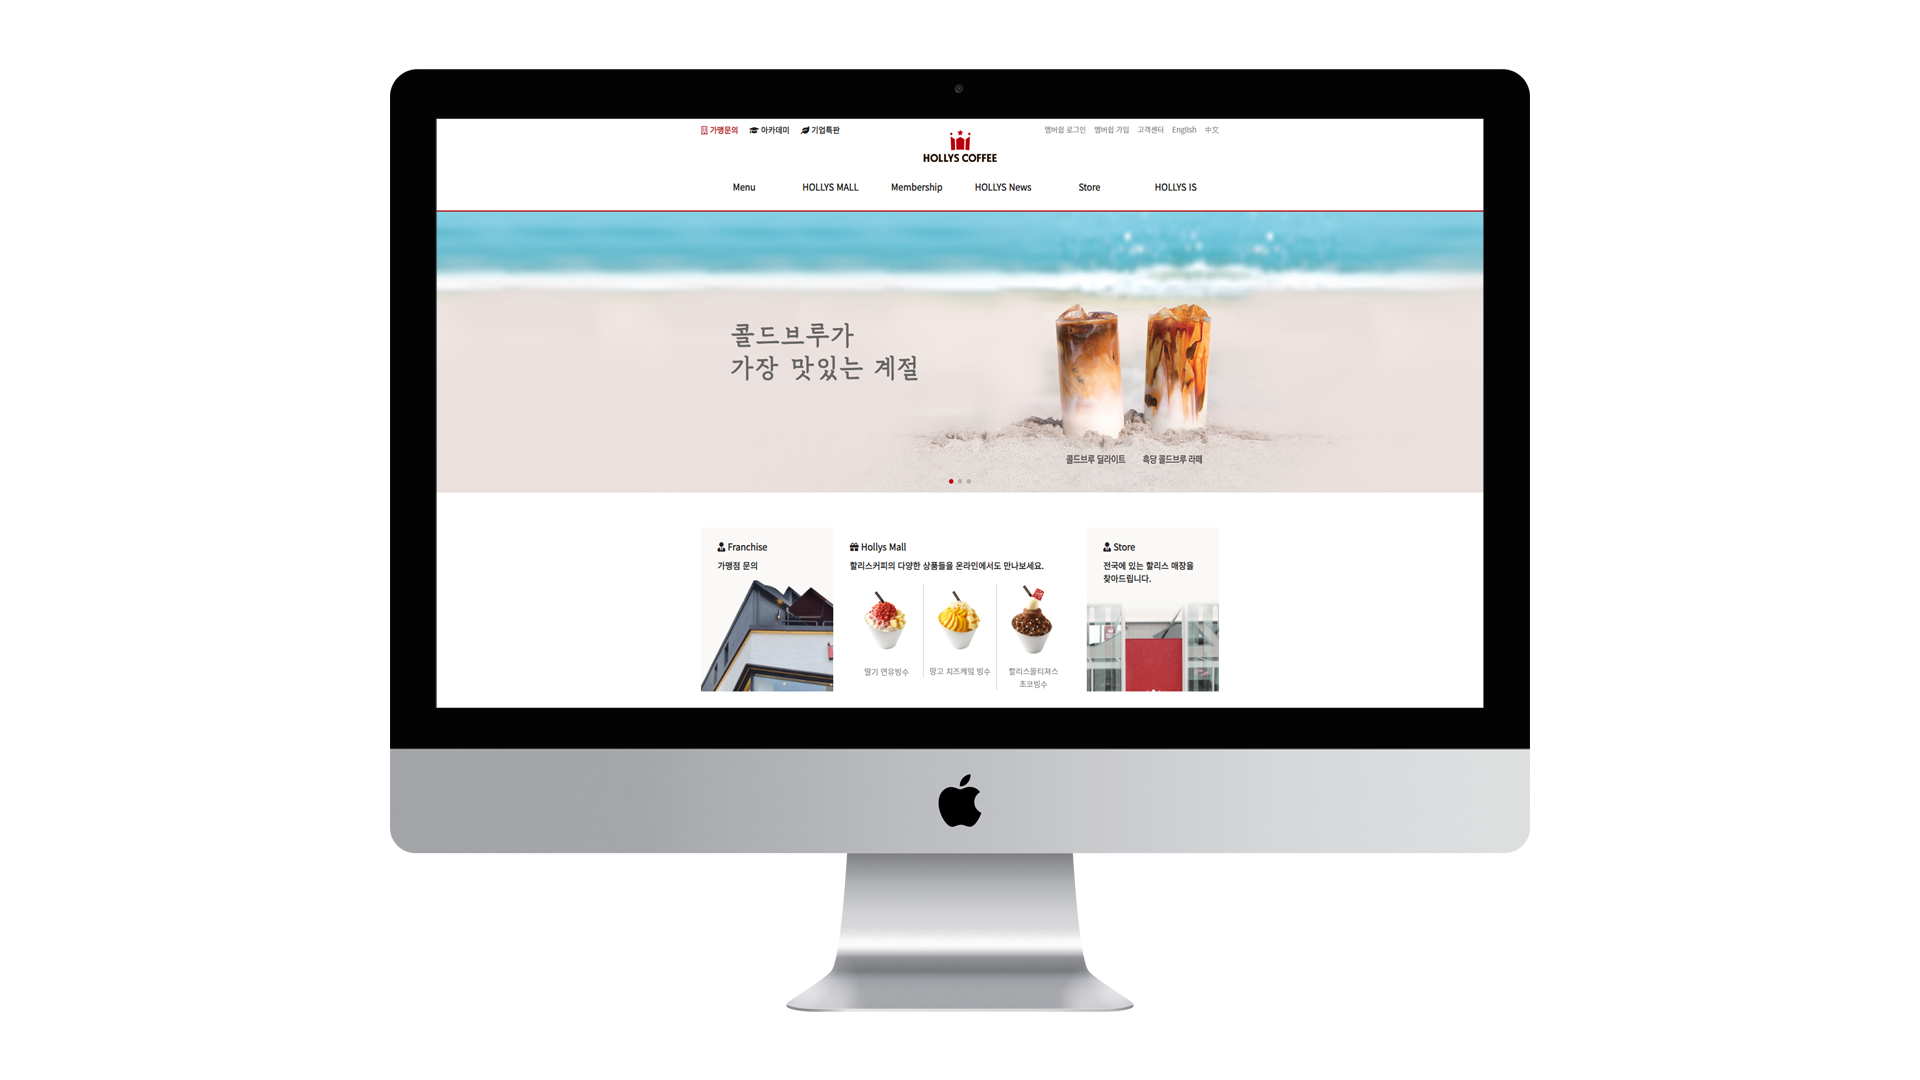 가맹문의 아카데미 기업특판
HOLLYS COFFEE
멤버쉽 로그인 멤버쉽 가입 고객센터 English 中文
Menu HOLLYS MALL Membership HOLLYS News Store HOLLYS IS
콜드브루가
가장 맛있는 계절
콜드브루 딜라이트 흑당 콜드브루 라떼
Franchise
가맹점 문의
Hollys Mall
할리스커피의 다양한 상품들을 온라인에서도 만나보세요.
딸기 연유빙수
망고 치즈케잌 빙수
할리스몰티져스
초코빙수
Store
전국에 있는 할리스 매장을
찾아드립니다.